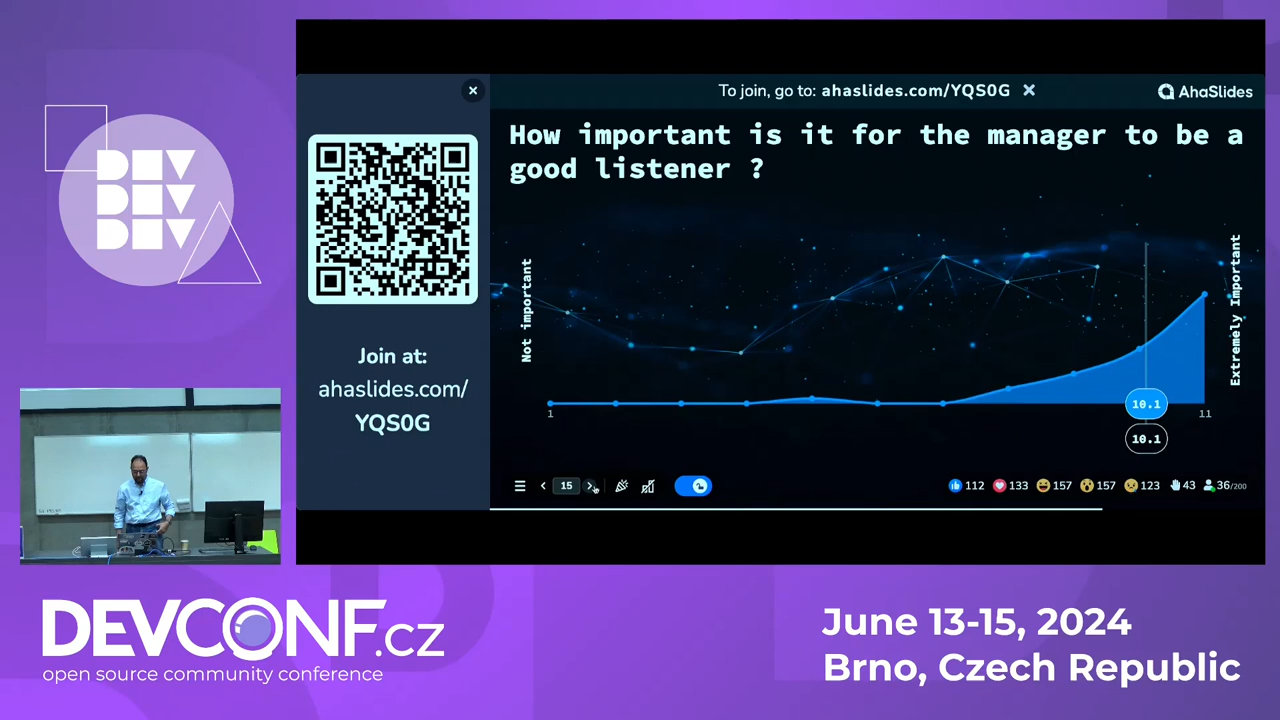 DEV
DEV
DEV
To join, go to: ahaslides.com/YQS0G
AhaSlides
How important is it for the manager to be a
good listener ?
Join at:
ahaslides.com/
YQS0G
Not important
Extremely Important
1
10.1
10.1
11
15
112
133
157
157
123
43
36/200
DEVCONF.cz
open source community conference
June 13-15, 2024
Brno, Czech Republic